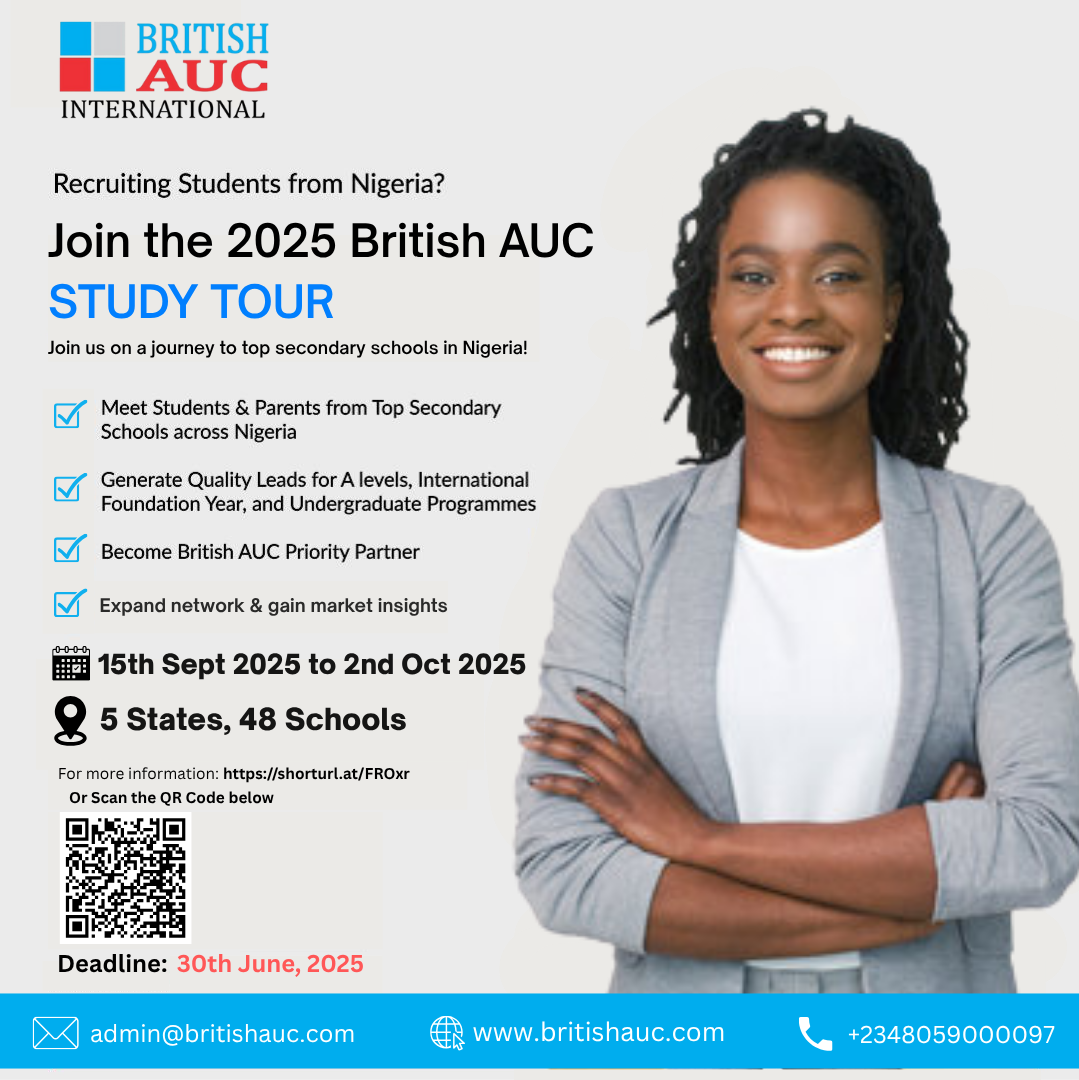 BRITISH
AUC
INTERNATIONAL
Recruiting Students from Nigeria?
Join the 2025 British AUC
STUDY TOUR
Join us on a journey to top secondary schools in Nigeria!
Meet Students & Parents from Top Secondary
Schools across Nigeria
Generate Quality Leads for A levels, International
Foundation Year, and Undergraduate Programmes
Become British AUC Priority Partner
Expand network & gain market insights
15th Sept 2025 to 2nd Oct 2025
5 States, 48 Schools
For more information: https://shorturl.at/FROxr
Or Scan the QR Code below
Deadline: 30th June, 2025
admin@britishauc.com
www.britishauc.com
+2348059000097